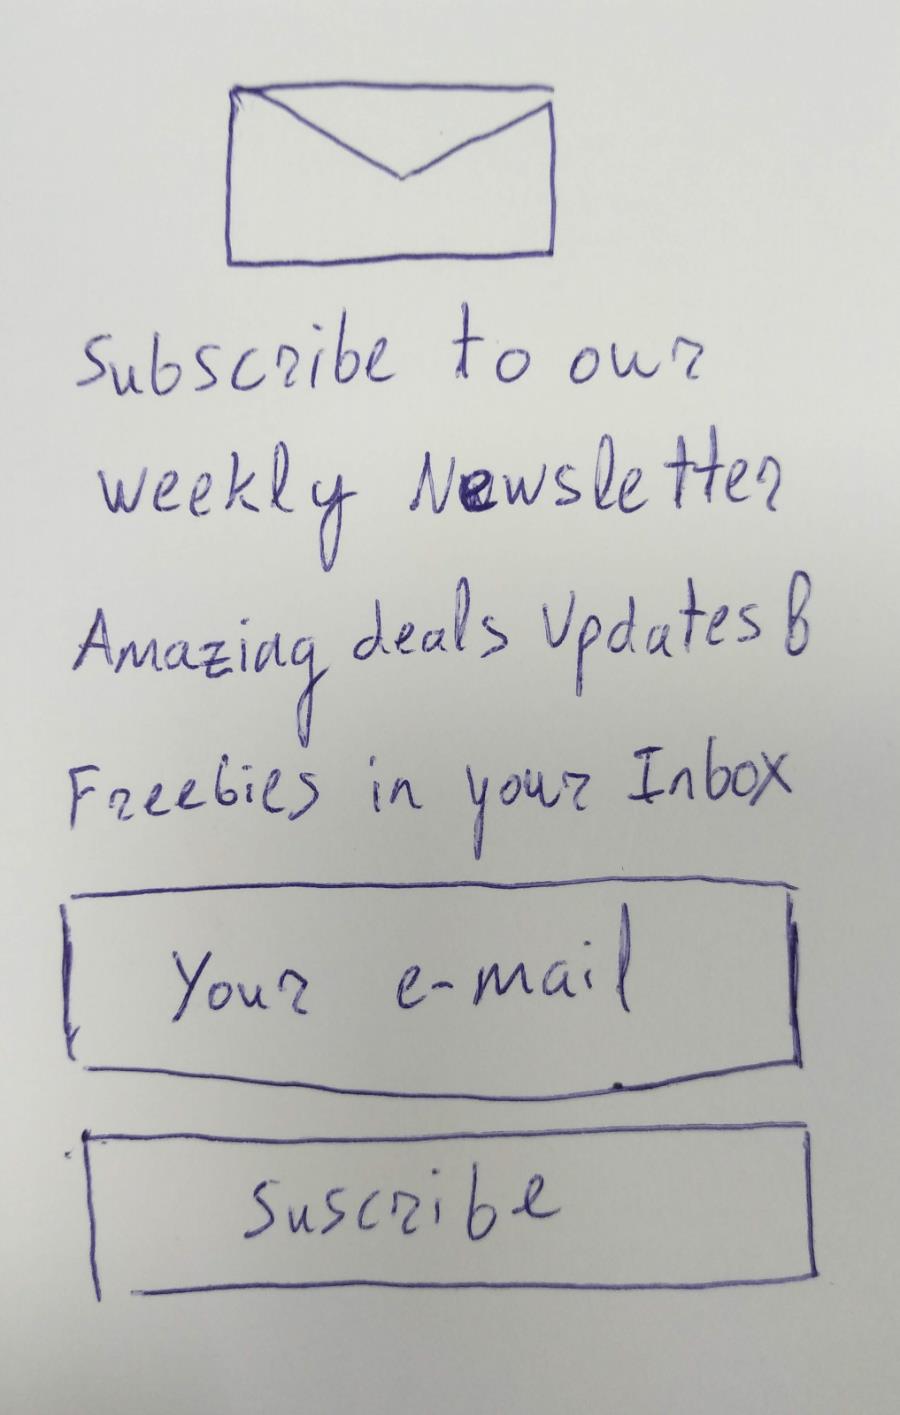 Subscribe to our
weekly Newsletter
Amazing deals Updates &
Freebies in your Inbox
Your e-mail
Suscribe